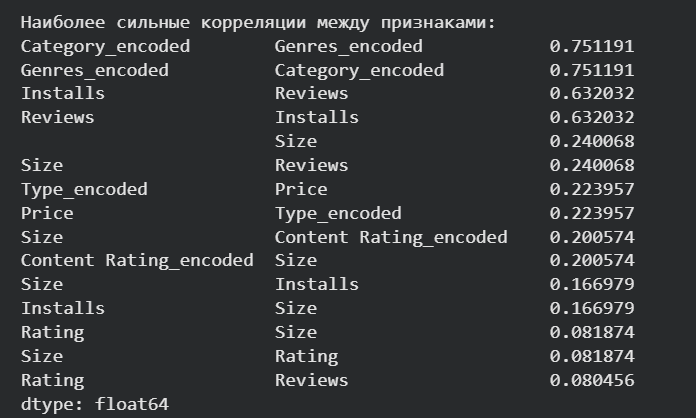 Наиболее сильные корреляции между признаками:
Category_encoded        Genres_encoded            0.751191
Genres_encoded          Category_encoded          0.751191
Installs                Reviews                   0.632032
Reviews                 Installs                  0.632032
                        Size                      0.240068
Size                    Reviews                   0.240068
Type_encoded            Price                     0.223957
Price                   Type_encoded              0.223957
Size                    Content Rating_encoded    0.200574
Content Rating_encoded  Size                      0.200574
Size                    Installs                  0.166979
Installs                Size                      0.166979
Rating                  Size                      0.081874
Size                    Rating                    0.081874
Rating                  Reviews                   0.080456
dtype: float64